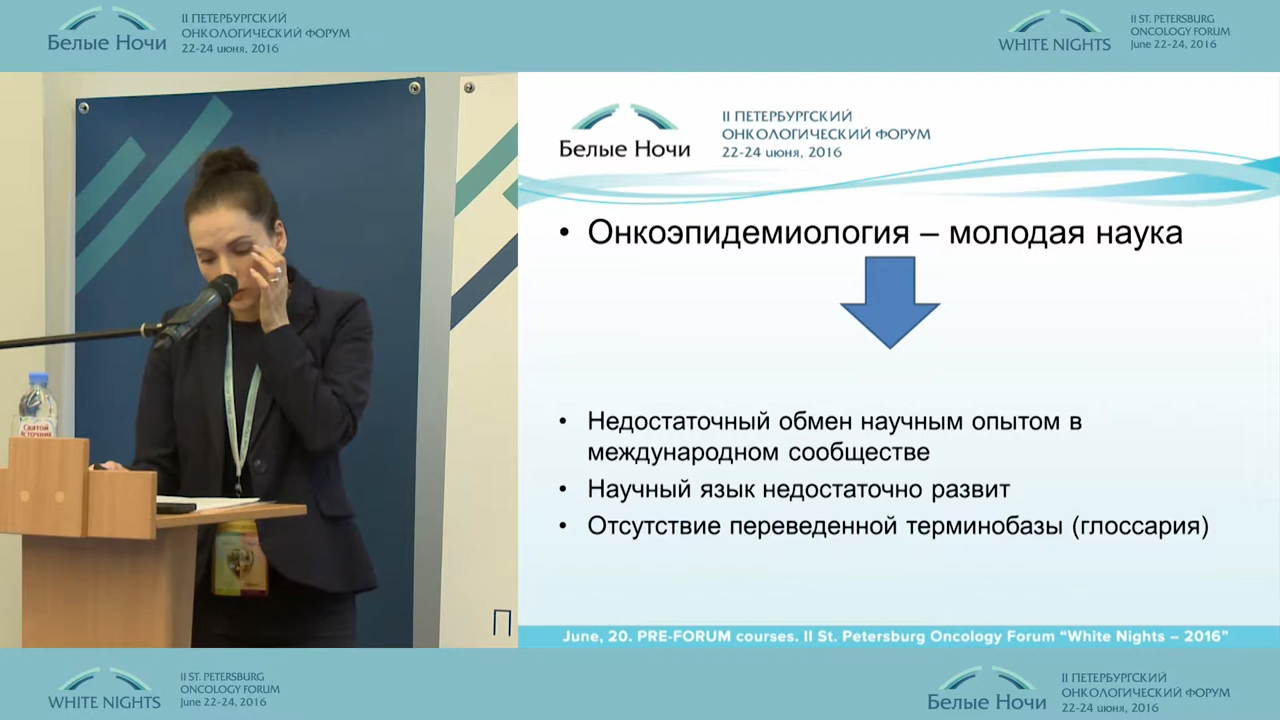 Белые Ночи
II ПЕТЕРБУРГСКИЙ
ОНКОЛОГИЧЕСКИЙ ФОРУМ
22-24 июня, 2016
WHITE NIGHTS
II ST. PETERSBURG
ONCOLOGY FORUM
June 22-24, 2016
Белые Ночи
II ПЕТЕРБУРГСКИЙ
ОНКОЛОГИЧЕСКИЙ ФОРУМ
22-24 июня, 2016
• Онкоэпидемиология – молодая наука
• Недостаточный обмен научным опытом в
международном сообществе
• Научный язык недостаточно развит
• Отсутствие переведенной терминобазы (глоссария)
Святой
Источник
П
June, 20. PRE-FORUM courses. II St. Petersburg Oncology Forum “White Nights – 2016”
WHITE NIGHTS
II ST. PETERSBURG
ONCOLOGY FORUM
June 22-24, 2016
Белые Ночи
II ПЕТЕРБУРГСКИЙ
ОНКОЛОГИЧЕСКИЙ ФОРУМ
22-24 июня, 2016